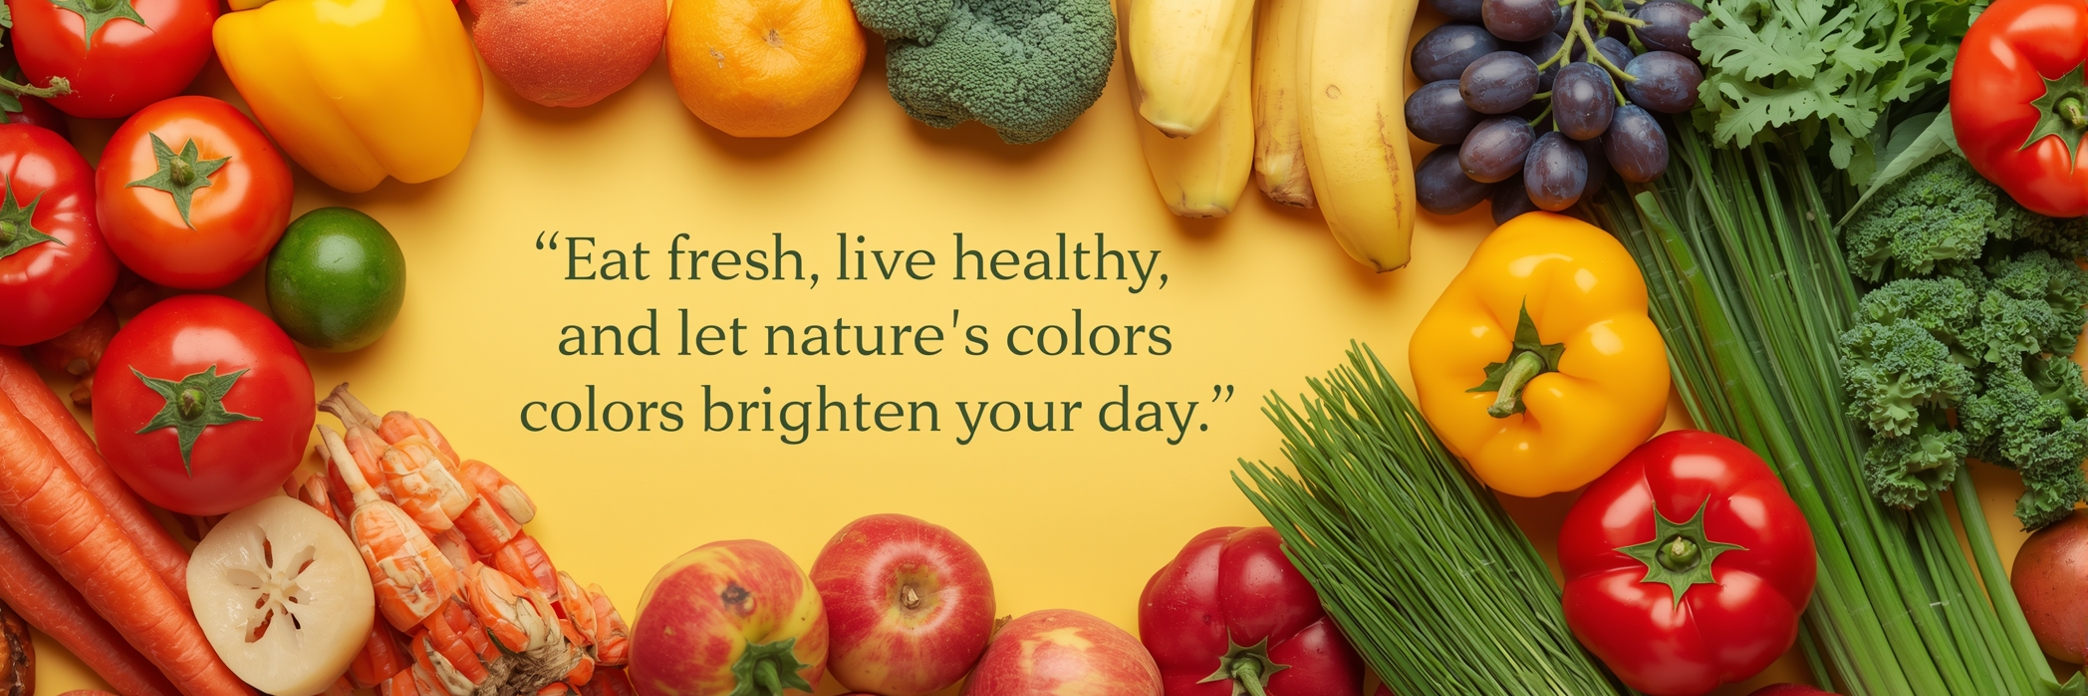 “Eat fresh, live healthy,
and let nature's colors
colors brighten your day.”